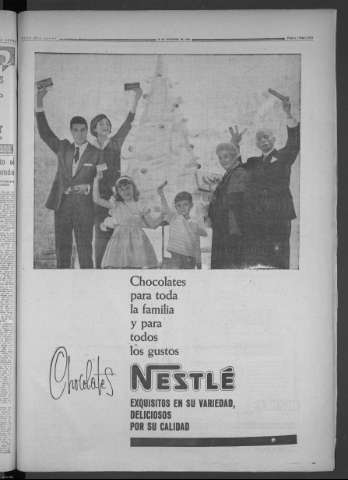 Chocolates
para toda
la familia
y para
todos
los gustos
Chocolates NESTLÉ
EXQUISITOS EN SU VARIEDAD,
DELICIOSOS
POR SU CALIDAD